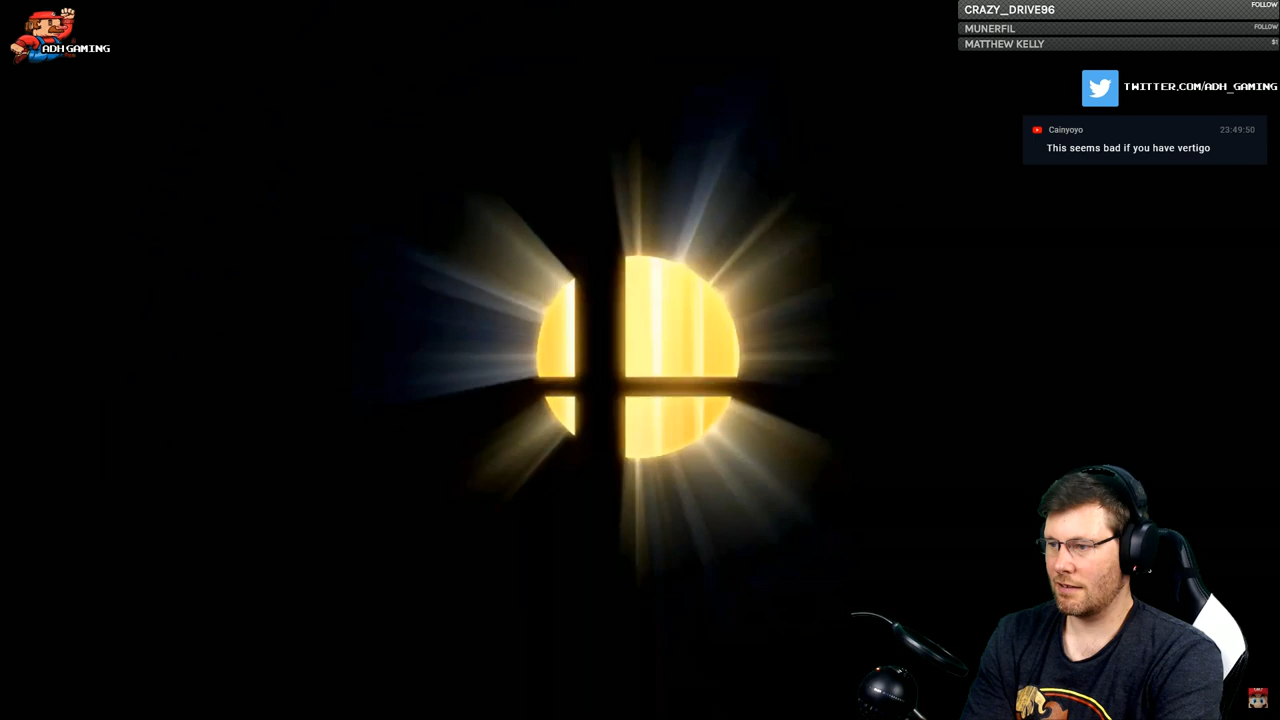 ADH GAMING
CRAZY_DRIVE96 FOLLOW
MUNERFIL FOLLOW
MATTHEW KELLY
TWITTER.COM/ADH_GAMING
Cainyoyo 23:49:50
This seems bad if you have vertigo